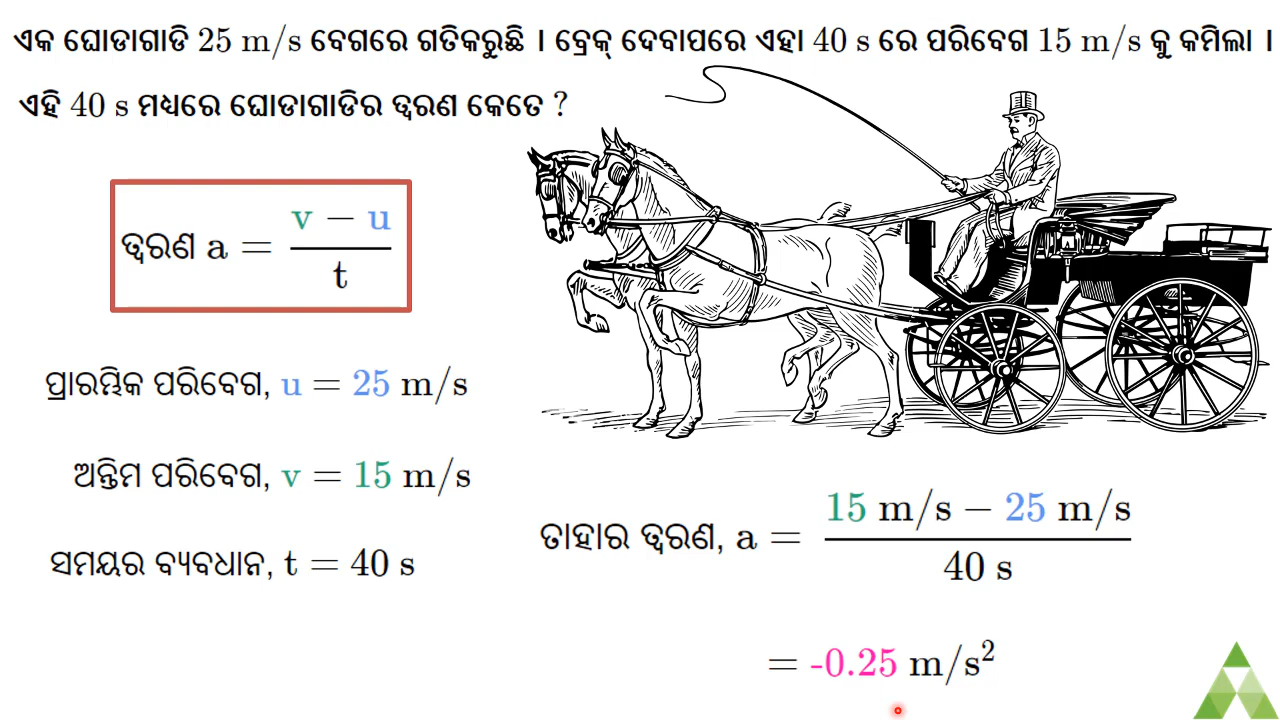 ଏକ ଘୋଡାଗାଡି 25 m/s ବେଗରେ ଗତିକରୁଛି । ବ୍ରେକ୍ ଦେବାପରେ ଏହା 40 s ରେ ପରିବେଗ 15 m/s କୁ କମିଲା ।
ଏହି 40 s ମଧ୍ୟରେ ଘୋଡାଗାଡିର ତ୍ୱରଣ କେତେ ?
ତ୍ୱରଣ a = (v − u) / t
ପ୍ରାରମ୍ଭିକ ପରିବେଗ, u = 25 m/s
ଅନ୍ତିମ ପରିବେଗ, v = 15 m/s
ସମୟର ବ୍ୟବଧାନ, t = 40 s
ତାହାର ତ୍ୱରଣ, a = (15 m/s − 25 m/s) / 40 s
= -0.25 m/s²